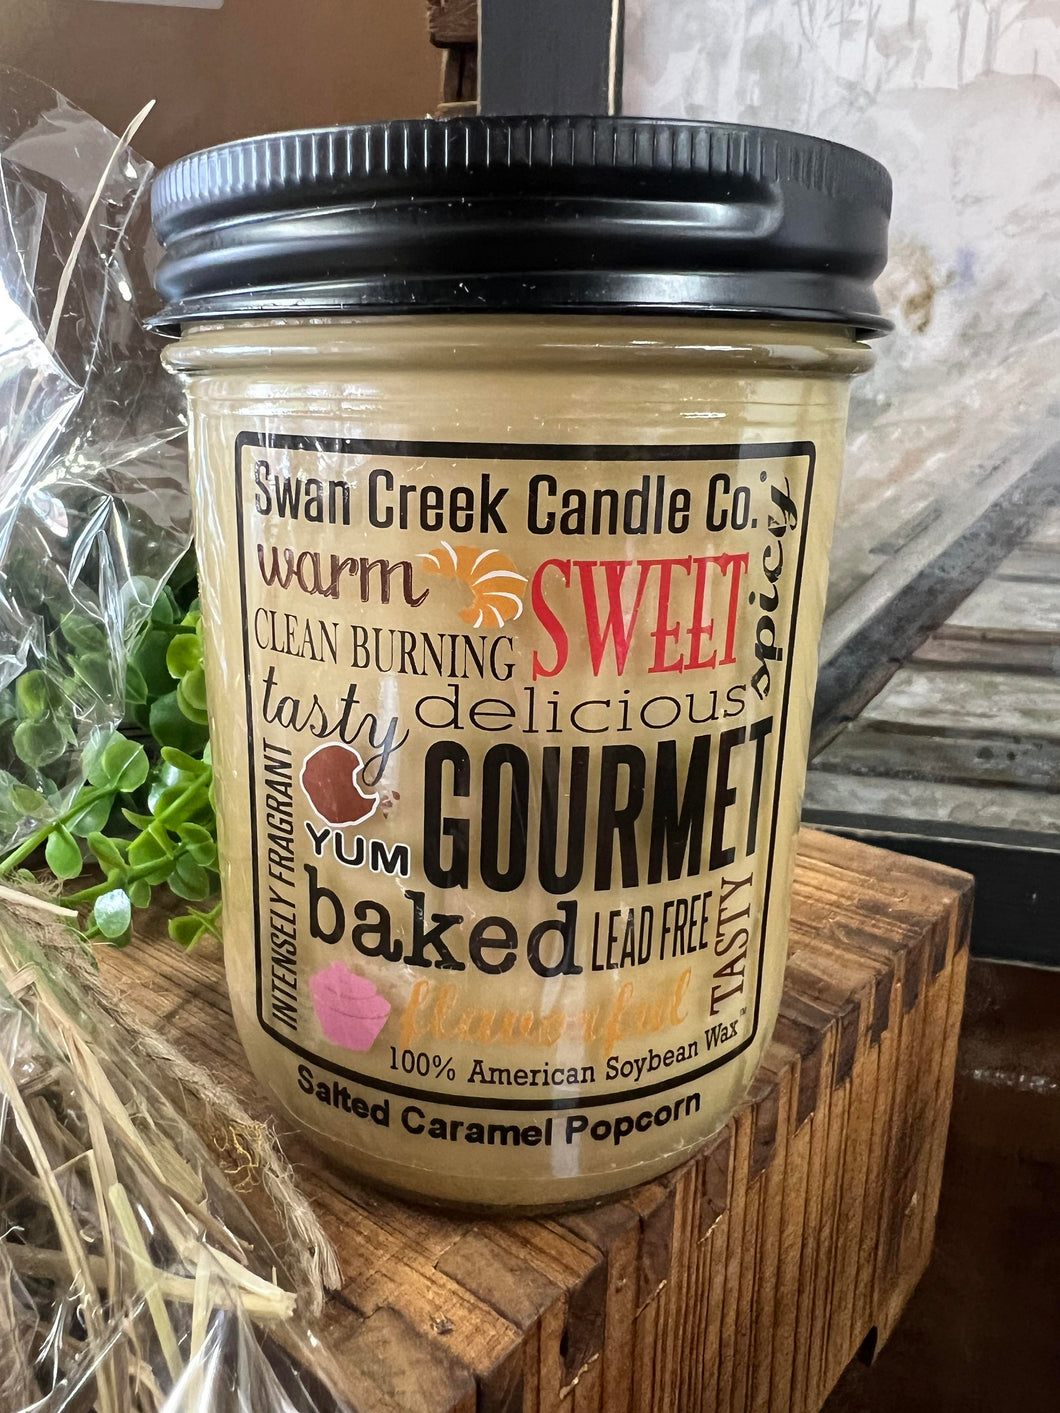 Swan Creek Candle Co.
warm
SWEET
spicy
CLEAN BURNING
tasty
delicious
INTENSELY FRAGRANT
YUM
GOURMET
baked
LEAD FREE
TASTY
flavorful
100% American Soybean Wax™
Salted Caramel Popcorn